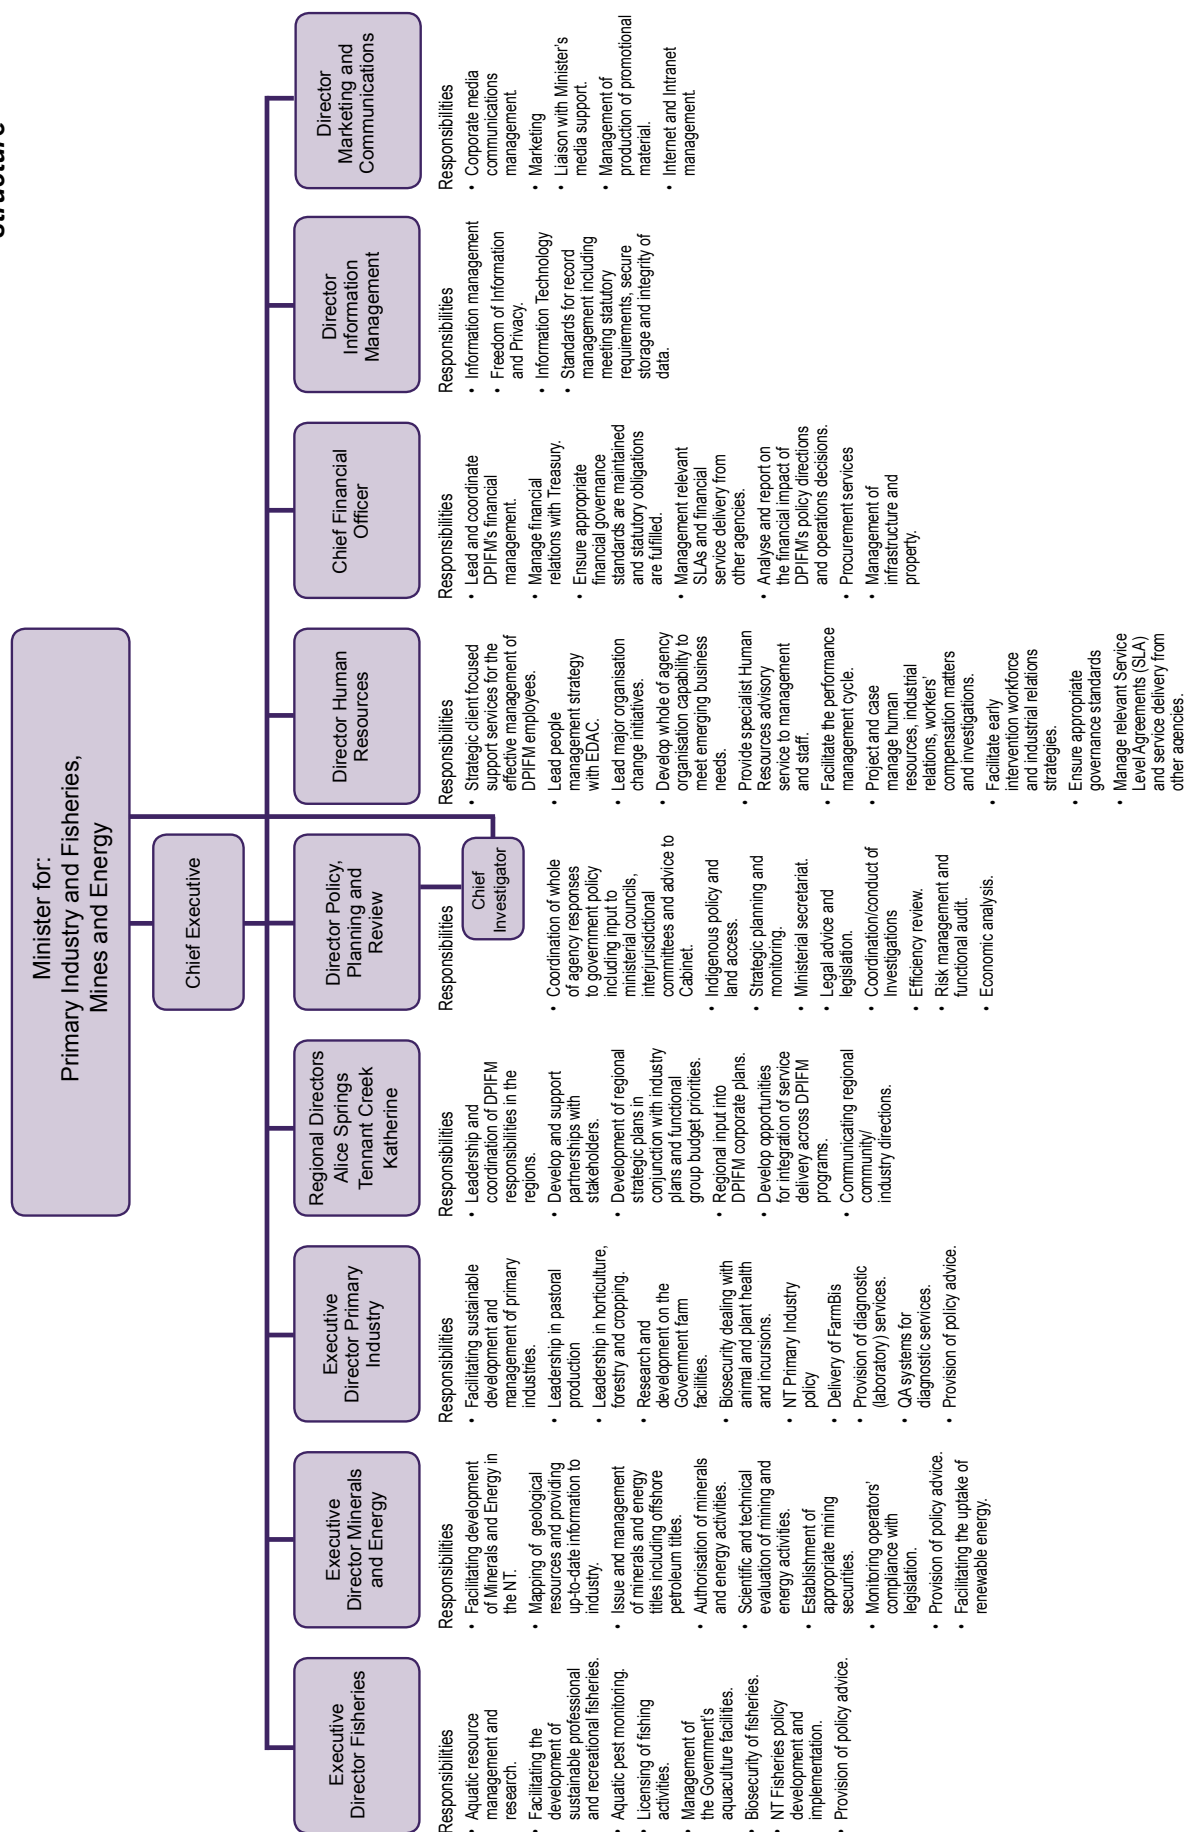 structure
Minister for:
Primary Industry and Fisheries,
Mines and Energy
Chief Executive
Executive
Director Fisheries
Responsibilities
• Aquatic resource
management and
research.
• Facilitating the
development of
sustainable professional
and recreational fisheries.
• Aquatic pest monitoring.
• Licensing of fishing
activities.
• Management of
the Government's
aquaculture facilities.
• Biosecurity of fisheries.
• NT Fisheries policy
development and
implementation.
• Provision of policy advice.
Executive
Director Minerals
and Energy
Responsibilities
• Facilitating development
of Minerals and Energy in
the NT.
• Mapping of geological
resources and providing
up-to-date information to
industry.
• Issue and management
of minerals and energy
titles including offshore
petroleum titles.
• Authorisation of minerals
and energy activities.
• Scientific and technical
evaluation of mining and
energy activities.
• Establishment of
appropriate mining
securities.
• Monitoring operators'
compliance with
legislation.
• Provision of policy advice.
• Facilitating the uptake of
renewable energy.
Executive
Director Primary
Industry
Responsibilities
• Facilitating sustainable
development and
management of primary
industries.
• Leadership in pastoral
production
• Leadership in horticulture,
forestry and cropping.
• Research and
development on the
Government farm
facilities.
• Biosecurity dealing with
animal and plant health
and incursions.
• NT Primary Industry
policy
• Delivery of FarmBis
• Provision of diagnostic
(laboratory) services.
• QA systems for
diagnostic services.
• Provision of policy advice.
Regional Directors
Alice Springs
Tennant Creek
Katherine
Responsibilities
• Leadership and
coordination of DPIFM
responsibilities in the
regions.
• Develop and support
partnerships with
stakeholders.
• Development of regional
strategic plans in
conjunction with industry
plans and functional
group budget priorities.
• Regional input into
DPIFM corporate plans.
• Develop opportunities
for integration of service
delivery across DPIFM
programs.
• Communicating regional
community/
industry directions.
Director Policy,
Planning and
Review
Responsibilities
Chief
Investigator
• Coordination of whole
of agency responses
to government policy
including input to
ministerial councils,
interjurisdictional
committees and advice to
Cabinet.
• Indigenous policy and
land access.
• Strategic planning and
monitoring.
• Ministerial secretariat.
• Legal advice and
legislation.
• Coordination/conduct of
Investigations
• Efficiency review.
• Risk management and
functional audit.
• Economic analysis.
Director Human
Resources
Responsibilities
• Strategic client focused
support services for the
effective management of
DPIFM employees.
• Lead people
management strategy
with EDAC.
• Lead major organisation
change initiatives.
• Develop whole of agency
organisation capability to
meet emerging business
needs.
• Provide specialist Human
Resources advisory
service to management
and staff.
• Facilitate the performance
management cycle.
• Project and case
manage human
resources, industrial
relations, workers'
compensation matters
and investigations.
• Facilitate early
intervention workforce
and industrial relations
strategies.
• Ensure appropriate
governance standards
• Manage relevant Service
Level Agreements (SLA)
and service delivery from
other agencies.
Chief Financial
Officer
Responsibilities
• Lead and coordinate
DPIFM's financial
management.
• Manage financial
relations with Treasury.
• Ensure appropriate
financial governance
standards are maintained
and statutory obligations
are fulfilled.
• Management relevant
SLAs and financial
service delivery from
other agencies.
• Analyse and report on
the financial impact of
DPIFM's policy directions
and operations decisions.
• Procurement services
• Management of
infrastructure and
property.
Director
Information
Management
Responsibilities
• Information management
• Freedom of Information
and Privacy.
• Information Technology
• Standards for record
management including
meeting statutory
requirements, secure
storage and integrity of
data.
Director
Marketing and
Communications
Responsibilities
• Corporate media
communications
management.
• Marketing
• Liaison with Minister's
media support.
• Management of
production of promotional
material.
• Internet and Intranet
management.